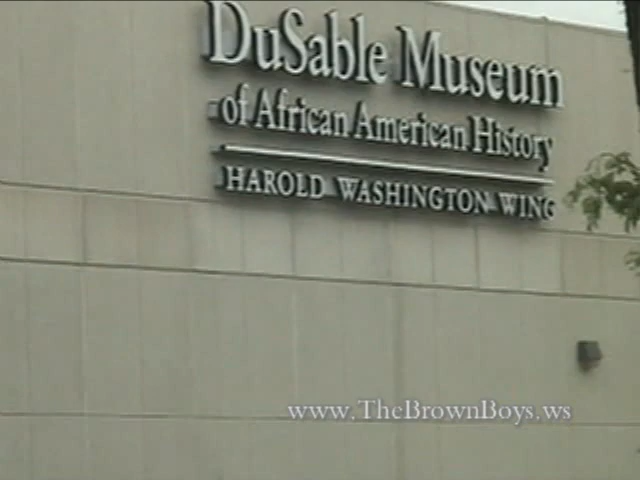 DuSable Museum
of African American History
HAROLD WASHINGTON WING
www.TheBrownBoys.ws